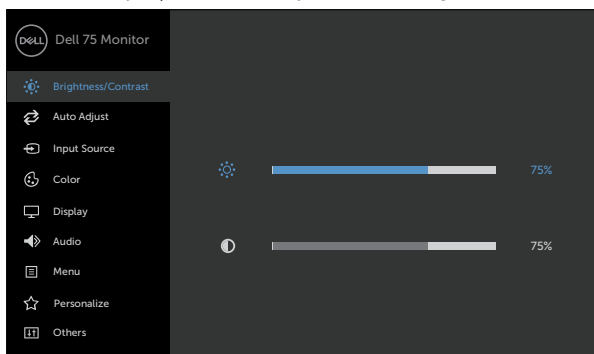 DELL Dell 75 Monitor
Brightness/Contrast
Auto Adjust
Input Source
Color
75%
Display
Audio
75%
Menu
Personalize
Others